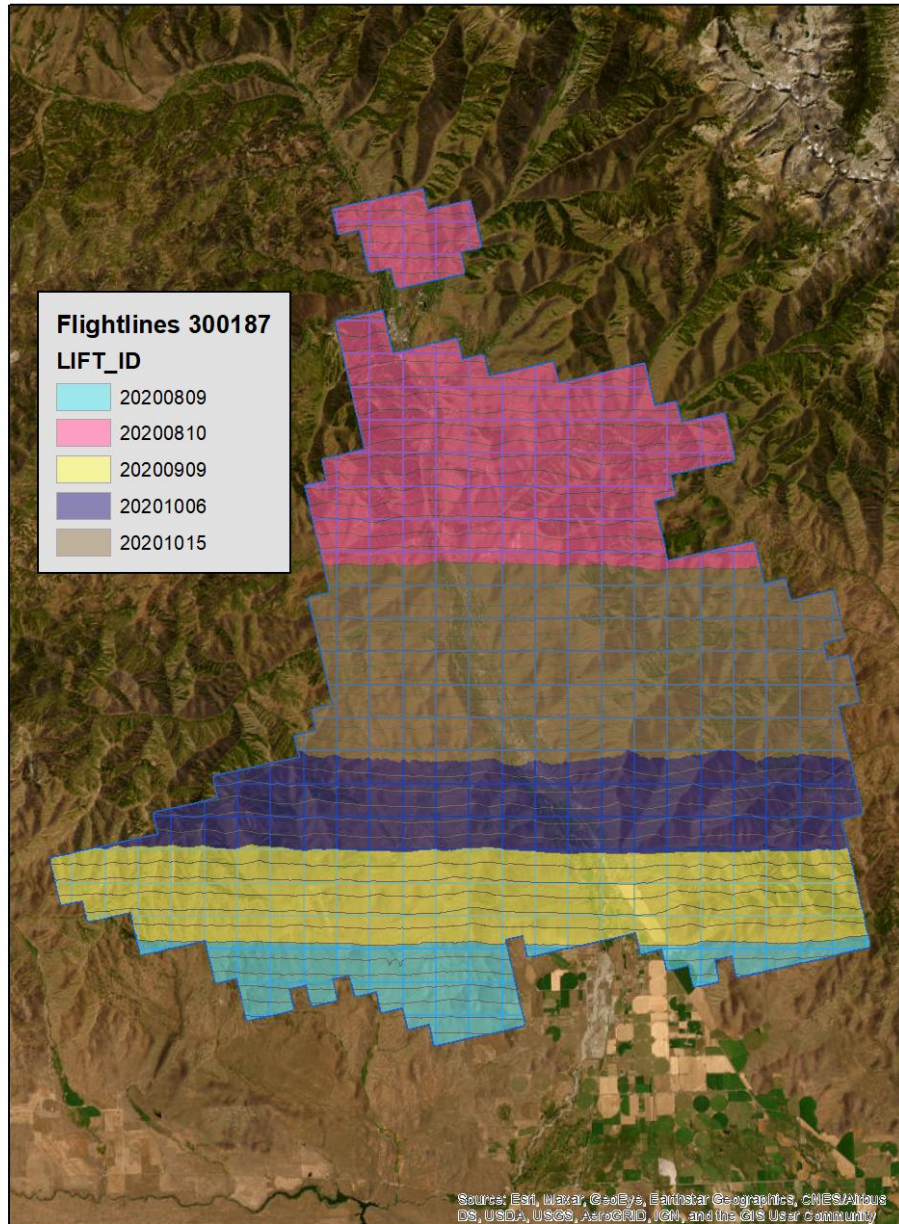 Flightlines 300187
LIFT_ID
20200809
20200810
20200909
20201006
20201015
Source: Esri, Maxar, GeoEye, Earthstar Geographics, CNES/Airbus
DS, USDA, USGS, AeroGRID, IGN, and the GIS User Community